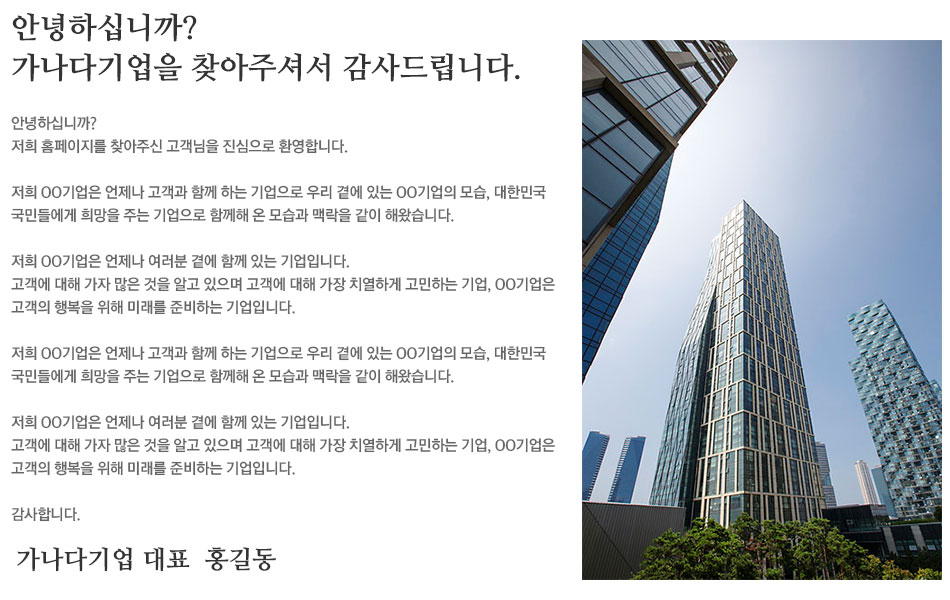 안녕하십니까?
가나다기업을 찾아주셔서 감사드립니다.
안녕하십니까?
저희 홈페이지를 찾아주신 고객님을 진심으로 환영합니다.
저희 OO기업은 언제나 고객과 함께 하는 기업으로 우리 곁에 있는 OO기업의 모습, 대한민국
국민들에게 희망을 주는 기업으로 함께해 온 모습과 맥락을 같이 해왔습니다.
저희 OO기업은 언제나 여러분 곁에 함께 있는 기업입니다.
고객에 대해 가자 많은 것을 알고 있으며 고객에 대해 가장 치열하게 고민하는 기업, OO기업은
고객의 행복을 위해 미래를 준비하는 기업입니다.
저희 OO기업은 언제나 고객과 함께 하는 기업으로 우리 곁에 있는 OO기업의 모습, 대한민국
국민들에게 희망을 주는 기업으로 함께해 온 모습과 맥락을 같이 해왔습니다.
저희 OO기업은 언제나 여러분 곁에 함께 있는 기업입니다.
고객에 대해 가자 많은 것을 알고 있으며 고객에 대해 가장 치열하게 고민하는 기업, OO기업은
고객의 행복을 위해 미래를 준비하는 기업입니다.
감사합니다.
가나다기업 대표 홍길동